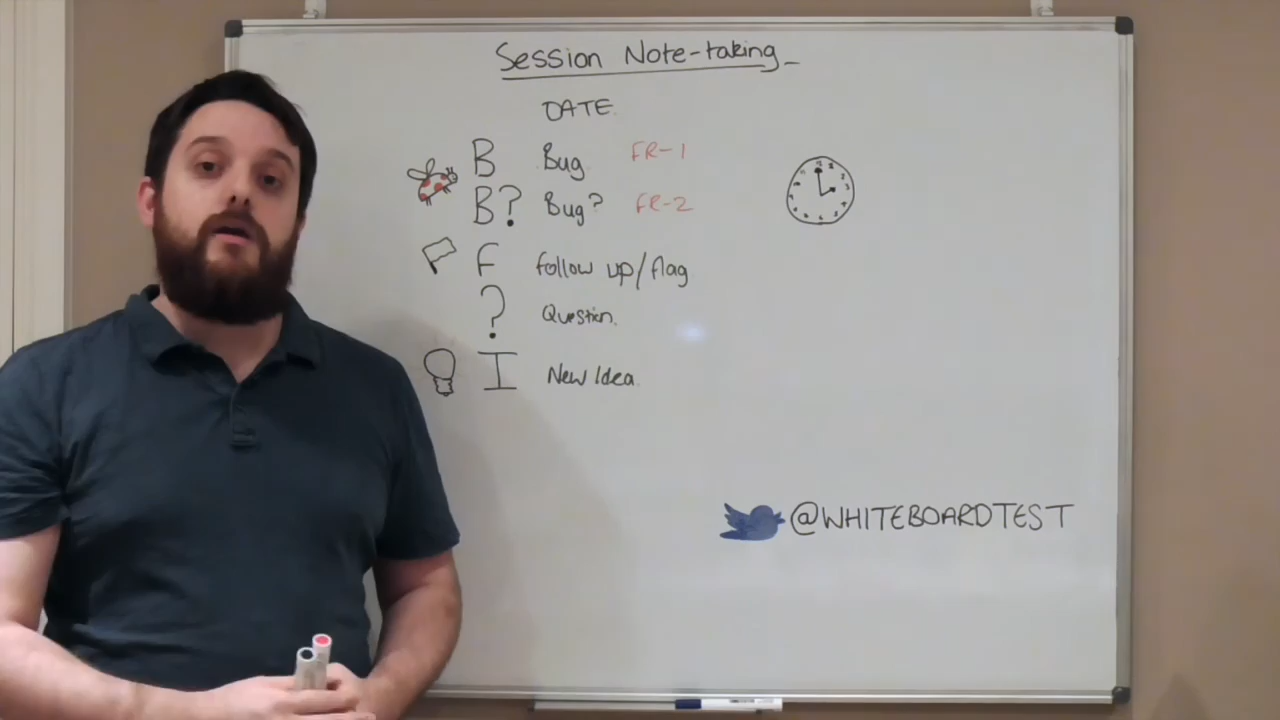 Session Note-taking
DATE.
B Bug. FR-1
B? Bug? FR-2
F follow up/flag
? Question.
I New Idea.
@WHITEBOARDTEST